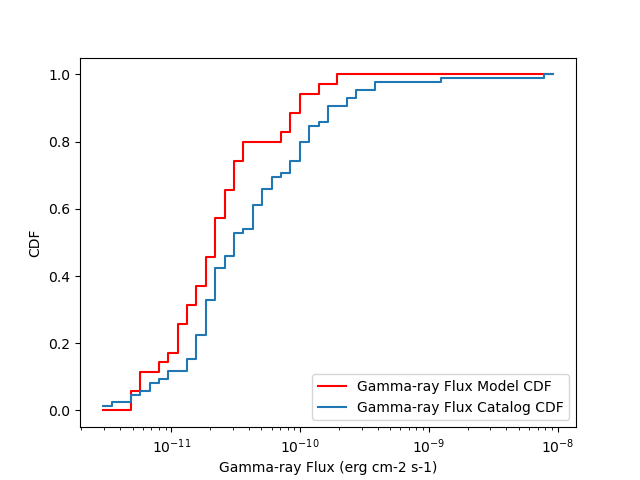 1.0
0.8
0.6
0.4
0.2
0.0
CDF
10⁻¹¹
10⁻¹⁰
10⁻⁹
10⁻⁸
Gamma-ray Flux (erg cm-2 s-1)
Gamma-ray Flux Model CDF
Gamma-ray Flux Catalog CDF